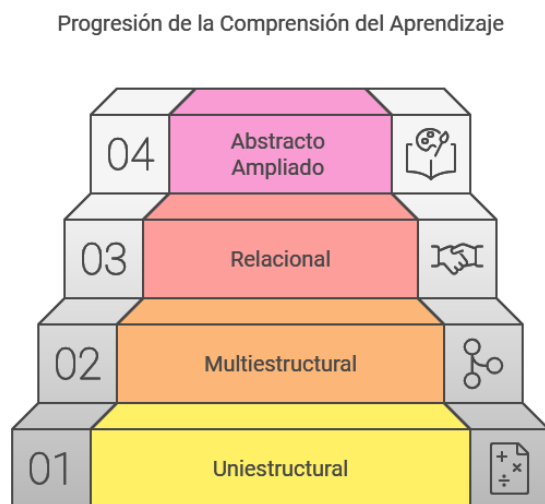 Progresión de la Comprensión del Aprendizaje
04
Abstracto
Ampliado
03
Relacional
02
Multiestructural
01
Uniestructural